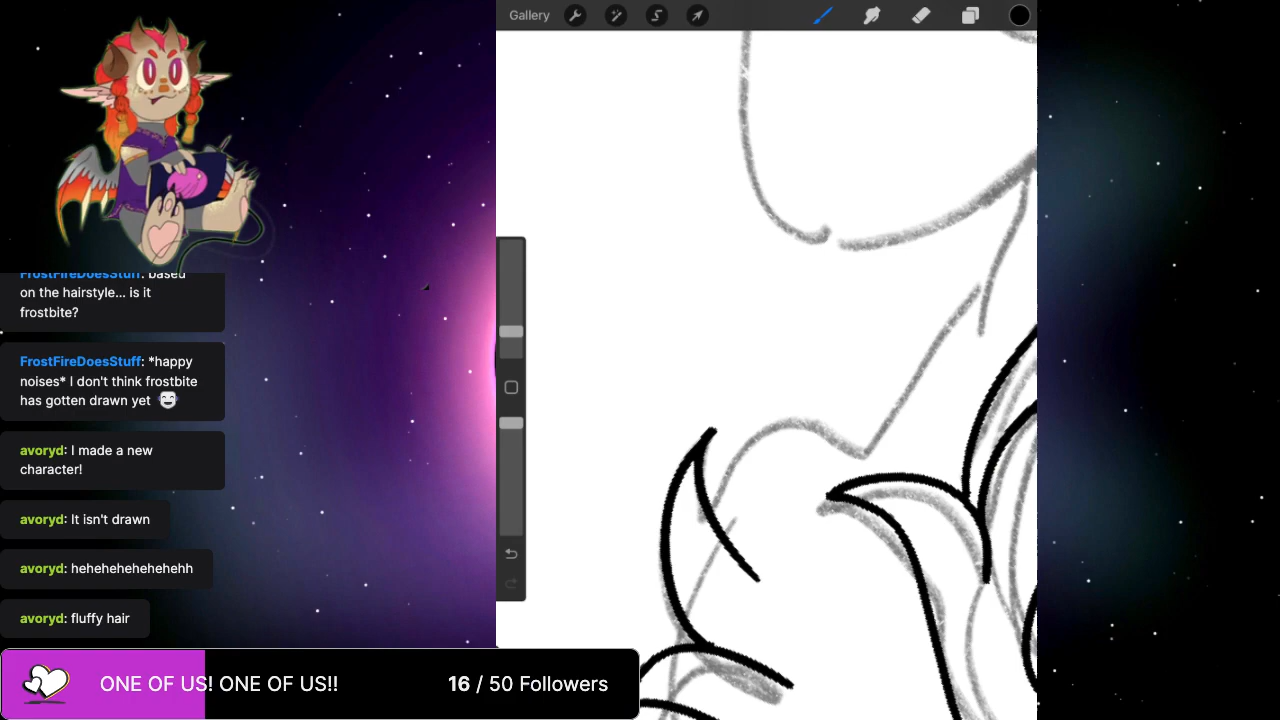 Gallery
FrostFireDoesStuff: based
on the hairstyle... is it
frostbite?
FrostFireDoesStuff: *happy
noises* I don't think frostbite
has gotten drawn yet
avoryd: I made a new
character!
avoryd: It isn't drawn
avoryd: hehehehehehehehh
avoryd: fluffy hair
ONE OF US! ONE OF US!!
16 / 50 Followers